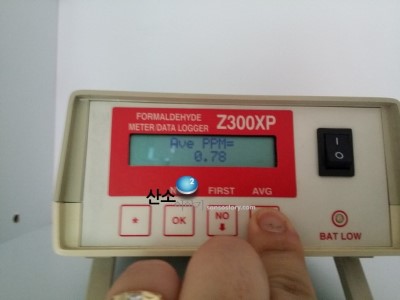 FORMALDEHYDE
METER/DATA LOGGER Z300XP
Ave PPM=
0.78
FIRST AVG
산소
* OK NO
BAT LOW